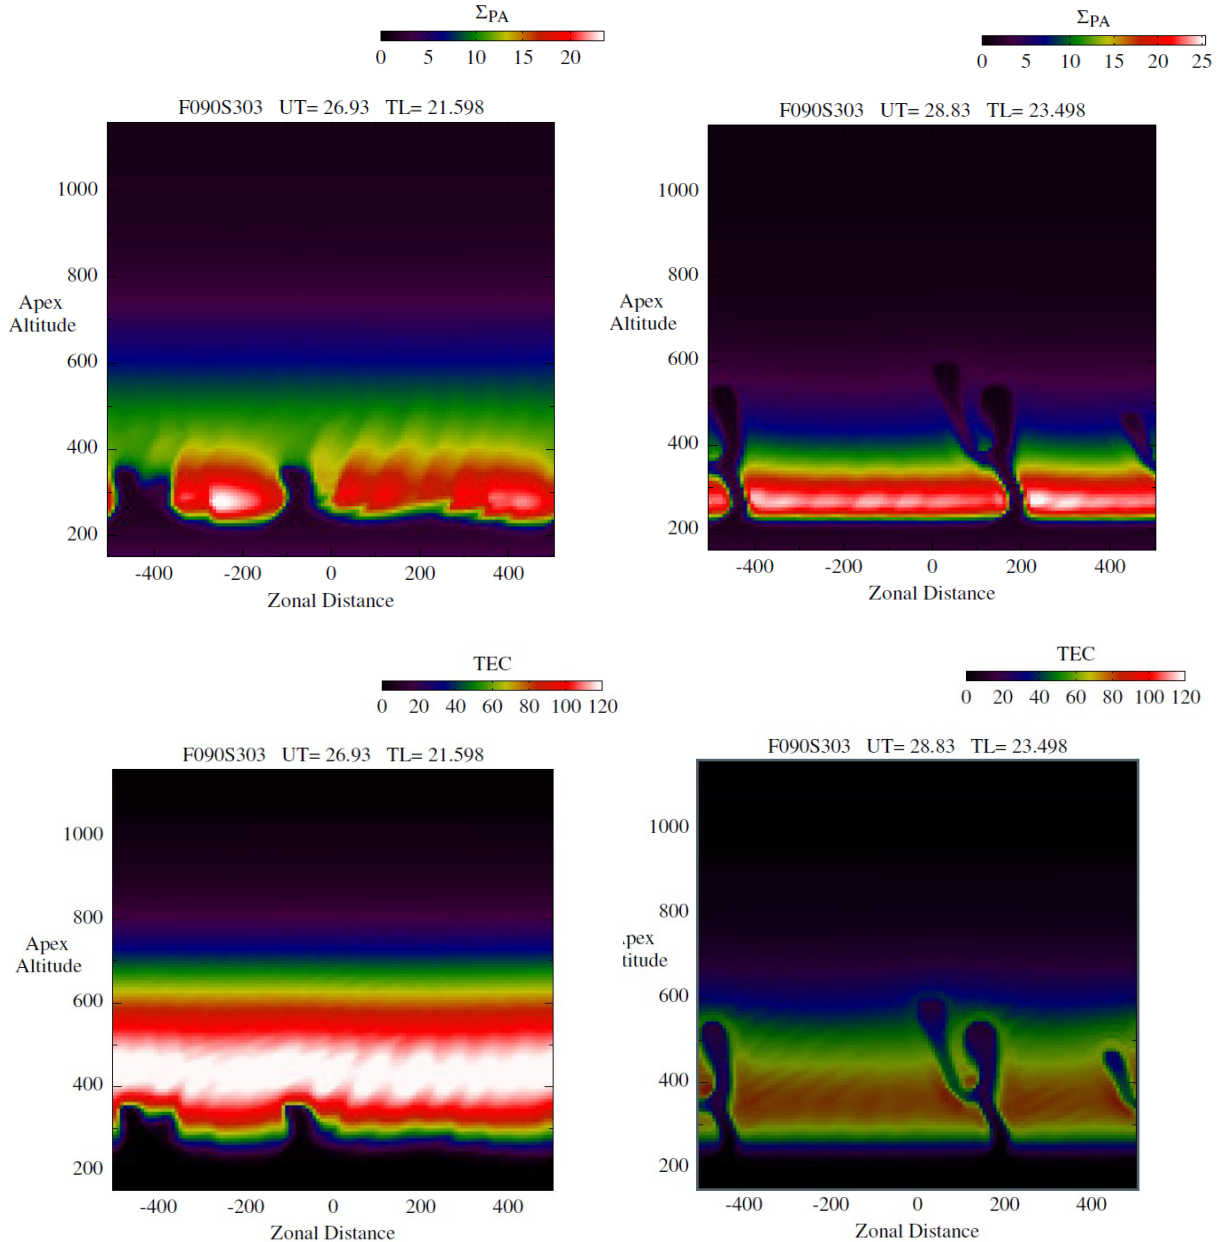 Σ_PA
0 5 10 15 20
F090S303 UT= 26.93 TL= 21.598
1000
800
Apex
Altitude
600
400
200
-400 -200 0 200 400
Zonal Distance
Σ_PA
0 5 10 15 20 25
F090S303 UT= 28.83 TL= 23.498
1000
800
Apex
Altitude
600
400
200
-400 -200 0 200 400
Zonal Distance
TEC
0 20 40 60 80 100 120
F090S303 UT= 26.93 TL= 21.598
1000
800
Apex
Altitude
600
400
200
-400 -200 0 200 400
Zonal Distance
TEC
0 20 40 60 80 100 120
F090S303 UT= 28.83 TL= 23.498
1000
800
.pex
titude
600
400
200
-400 -200 0 200 400
Zonal Distance